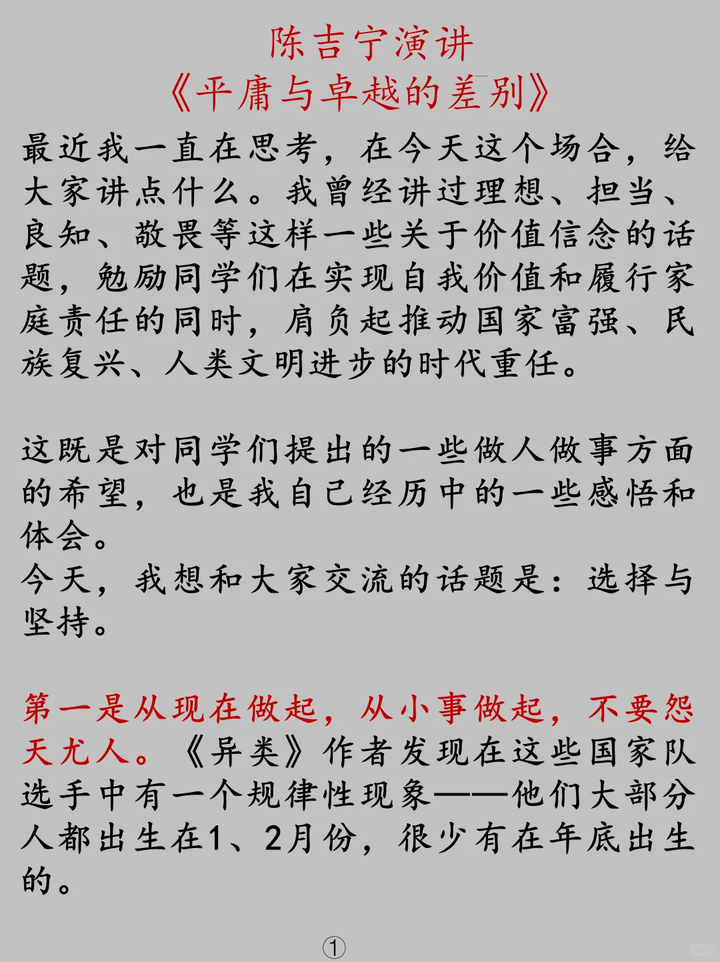 陈吉宁演讲
《平庸与卓越的差别》
最近我一直在思考，在今天这个场合，给
大家讲点什么。我曾经讲过理想、担当、
良知、敬畏等这样一些关于价值信念的话
题，勉励同学们在实现自我价值和履行家
庭责任的同时，肩负起推动国家富强、民
族复兴、人类文明进步的时代重任。
这既是对同学们提出的一些做人做事方面
的希望，也是我自己经历中的一些感悟和
体会。
今天，我想和大家交流的话题是：选择与
坚持。
第一是从现在做起，从小事做起，不要怨
天尤人。《异类》作者发现在这些国家队
选手中有一个规律性现象——他们大部分
人都出生在1、2月份，很少有在年底出生
的。
①